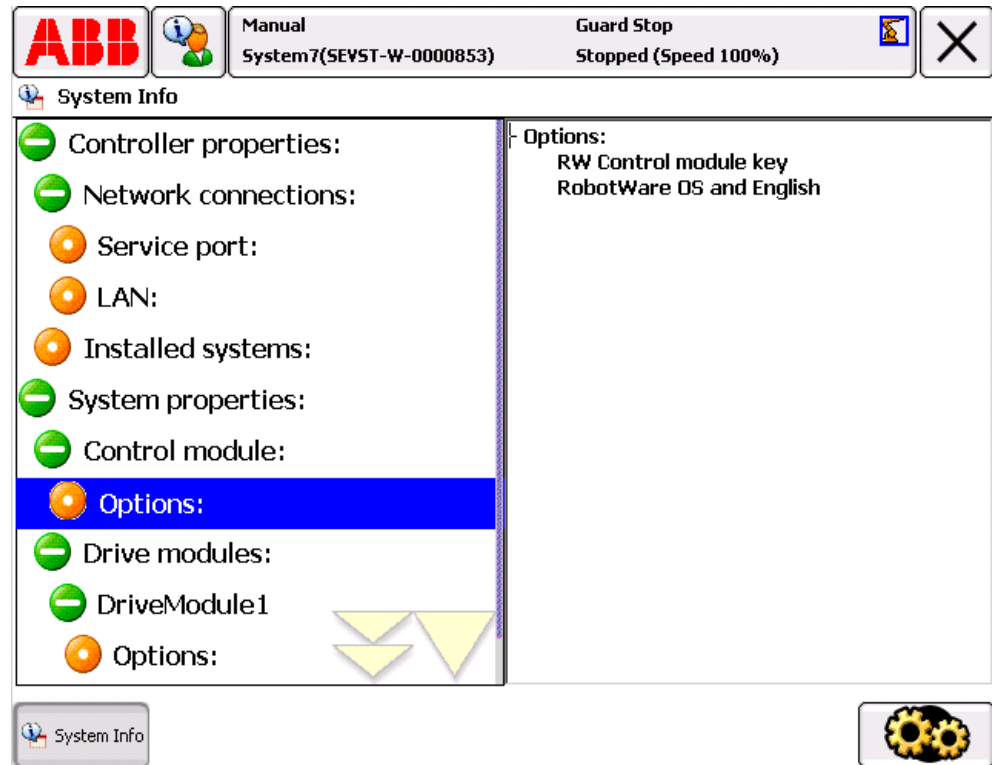 ABB
Manual
Guard Stop
System7(SEVST-W-0000853)
Stopped (Speed 100%)
System Info
Controller properties:
Network connections:
Service port:
LAN:
Installed systems:
System properties:
Control module:
Options:
Drive modules:
DriveModule1
Options:
Options:
RW Control module key
RobotWare OS and English
System Info